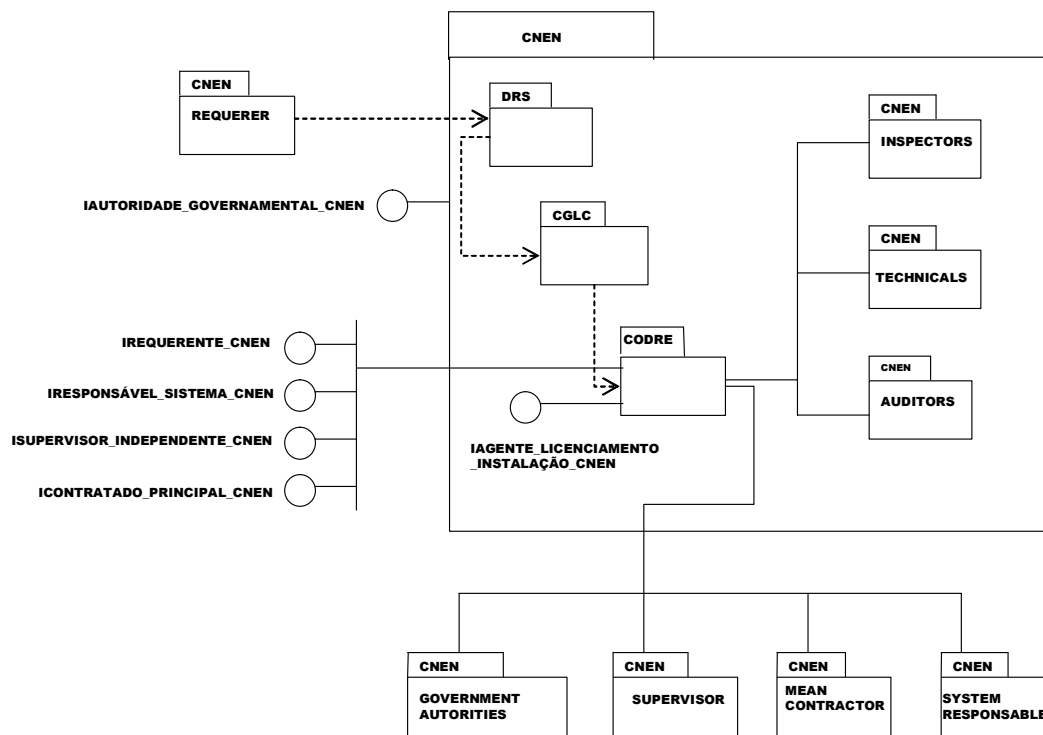 CNEN
CNEN
REQUERER
DRS
CNEN
INSPECTORS
IAUTORIDADE_GOVERNAMENTAL_CNEN
CGLC
CNEN
TECHNICALS
IREQUERENTE_CNEN
CODRE
IRESPONSÁVEL_SISTEMA_CNEN
CNEN
AUDITORS
ISUPERVISOR_INDEPENDENTE_CNEN
IAGENTE_LICENCIAMENTO
_INSTALAÇÃO_CNEN
ICONTRATADO_PRINCIPAL_CNEN
CNEN
GOVERNMENT
AUTORITIES
CNEN
SUPERVISOR
CNEN
MEAN
CONTRACTOR
CNEN
SYSTEM
RESPONSABLE